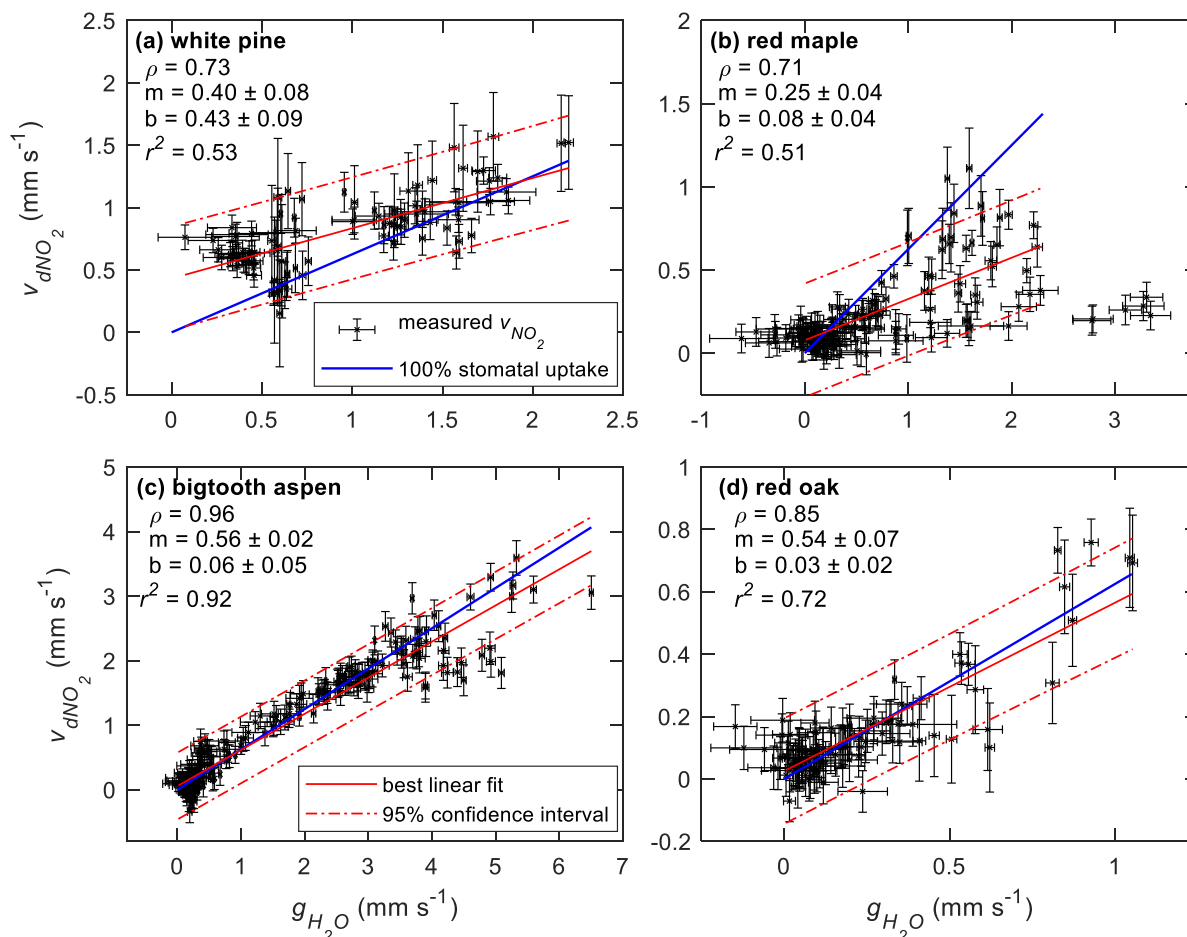 (a) white pine
ρ = 0.73
m = 0.40 ± 0.08
b = 0.43 ± 0.09
r² = 0.53
2.5
2
1.5
1
0.5
0
-0.5
v_dNO₂ (mm s⁻¹)
measured v_NO₂
100% stomatal uptake
0 0.5 1 1.5 2 2.5
(b) red maple
ρ = 0.71
m = 0.25 ± 0.04
b = 0.08 ± 0.04
r² = 0.51
2
1.5
1
0.5
0
-1 0 1 2 3
(c) bigtooth aspen
ρ = 0.96
m = 0.56 ± 0.02
b = 0.06 ± 0.05
r² = 0.92
5
4
3
2
1
0
v_dNO₂ (mm s⁻¹)
best linear fit
95% confidence interval
0 1 2 3 4 5 6 7
g_H₂O (mm s⁻¹)
(d) red oak
ρ = 0.85
m = 0.54 ± 0.07
b = 0.03 ± 0.02
r² = 0.72
1
0.8
0.6
0.4
0.2
0
-0.2
0 0.5 1
g_H₂O (mm s⁻¹)